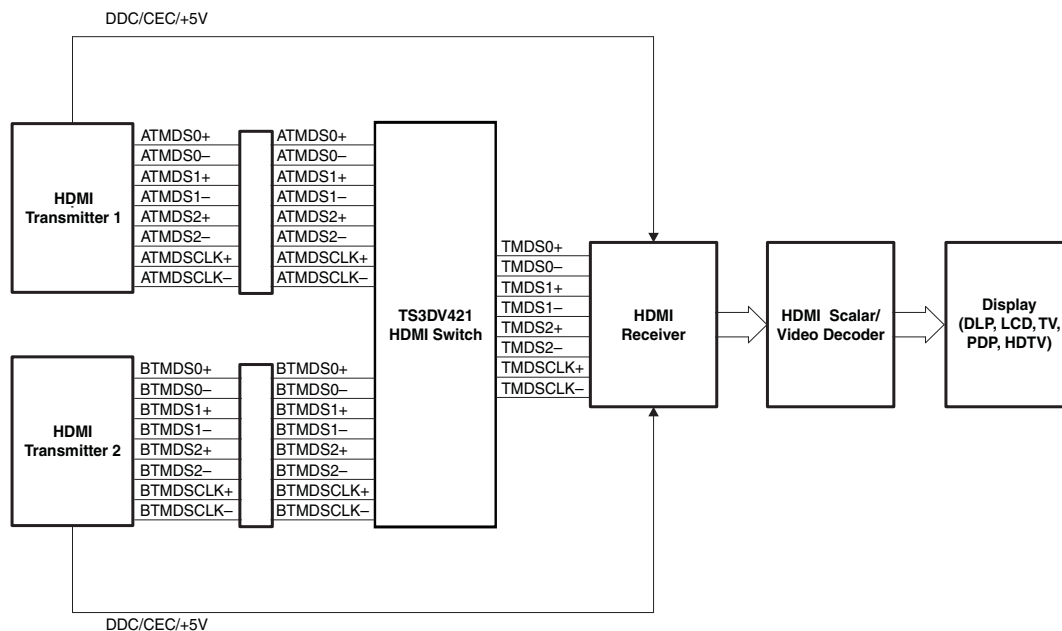 DDC/CEC/+5V
HDMI
Transmitter 1
ATMDS0+
ATMDS0–
ATMDS1+
ATMDS1–
ATMDS2+
ATMDS2–
ATMDSCLK+
ATMDSCLK–
ATMDS0+
ATMDS0–
ATMDS1+
ATMDS1–
ATMDS2+
ATMDS2–
ATMDSCLK+
ATMDSCLK–
HDMI
Transmitter 2
BTMDS0+
BTMDS0–
BTMDS1+
BTMDS1–
BTMDS2+
BTMDS2–
BTMDSCLK+
BTMDSCLK–
BTMDS0+
BTMDS0–
BTMDS1+
BTMDS1–
BTMDS2+
BTMDS2–
BTMDSCLK+
BTMDSCLK–
TS3DV421
HDMI Switch
TMDS0+
TMDS0–
TMDS1+
TMDS1–
TMDS2+
TMDS2–
TMDSCLK+
TMDSCLK–
HDMI
Receiver
HDMI Scalar/
Video Decoder
Display
(DLP, LCD, TV,
PDP, HDTV)
DDC/CEC/+5V